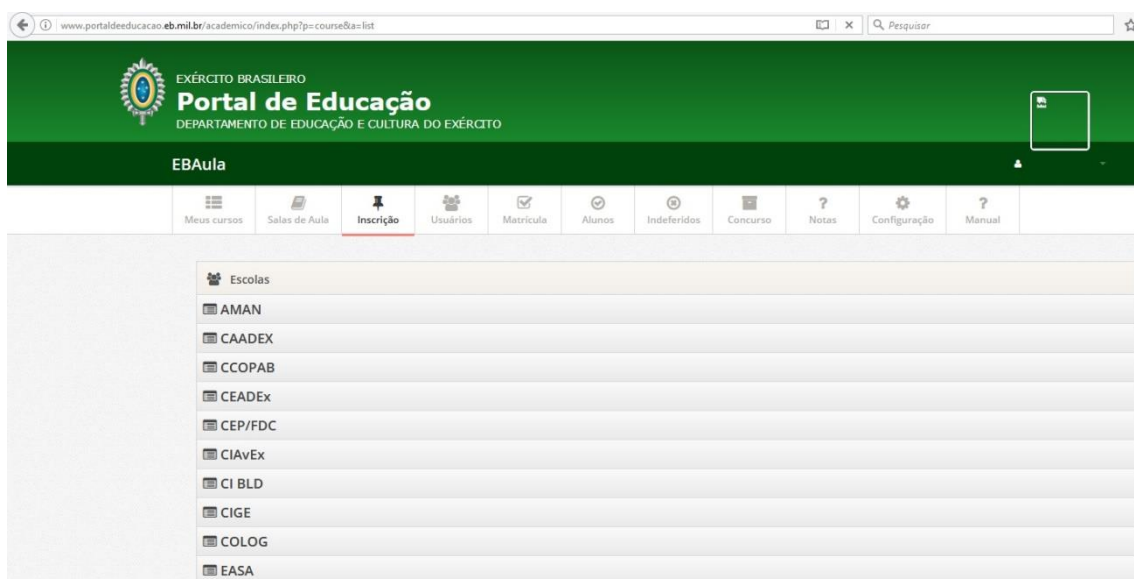 www.portaldeeducacao.eb.mil.br/academico/index.php?p=course&a=list
Pesquisar
EXÉRCITO BRASILEIRO
Portal de Educação
DEPARTAMENTO DE EDUCAÇÃO E CULTURA DO EXÉRCITO
EBAula
Meus cursos Salas de Aula Inscrição Usuários Matrícula Alunos Indeferidos Concurso Notas Configuração Manual
Escolas
AMAN
CAADEX
CCOPAB
CEADEx
CEP/FDC
CIAvEx
CI BLD
CIGE
COLOG
EASA